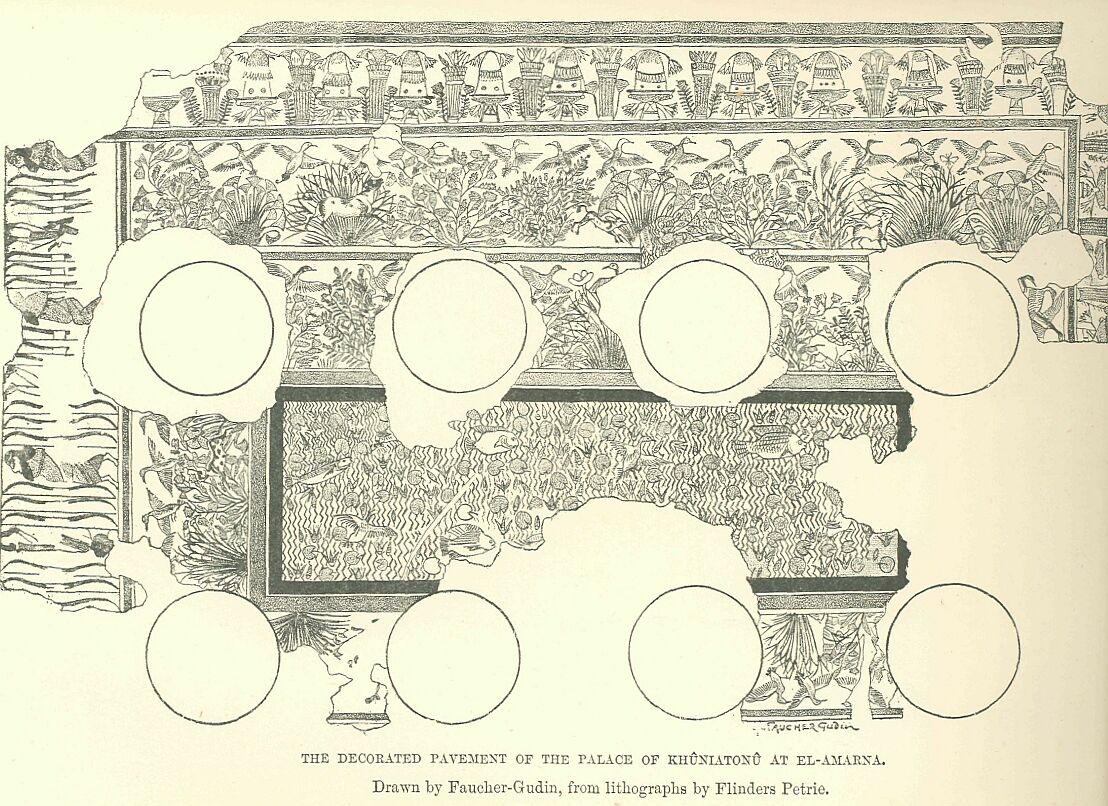 FAUCHER Gudin
THE DECORATED PAVEMENT OF THE PALACE OF KHÛNIATONÛ AT EL-AMARNA.
Drawn by Faucher-Gudin, from lithographs by Flinders Petrie.